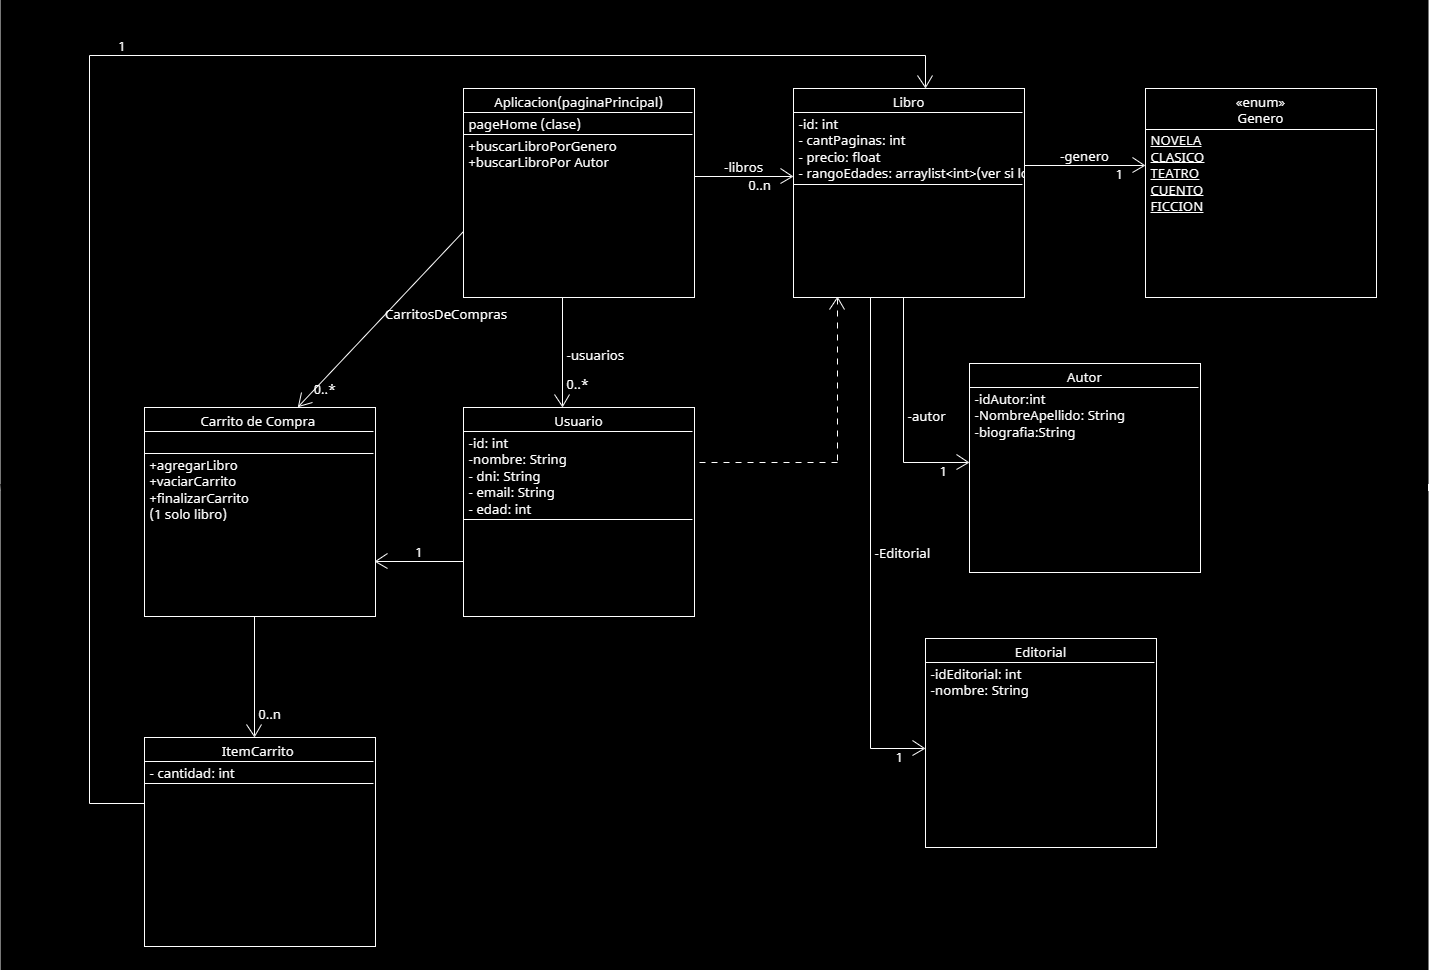 1
Aplicacion(paginaPrincipal)
pageHome (clase)
+buscarLibroPorGenero
+buscarLibroPor Autor
-libros
0..n
Libro
-id: int
- cantPaginas: int
- precio: float
- rangoEdades: arraylist<int>(ver si lo
-genero
1
«enum»
Genero
NOVELA
CLASICO
TEATRO
CUENTO
FICCION
CarritosDeCompras
0..*
-usuarios
0..*
Carrito de Compra
+agregarLibro
+vaciarCarrito
+finalizarCarrito
(1 solo libro)
1
Usuario
-id: int
-nombre: String
- dni: String
- email: String
- edad: int
-autor
1
Autor
-idAutor:int
-NombreApellido: String
-biografia:String
-Editorial
1
Editorial
-idEditorial: int
-nombre: String
0..n
ItemCarrito
- cantidad: int